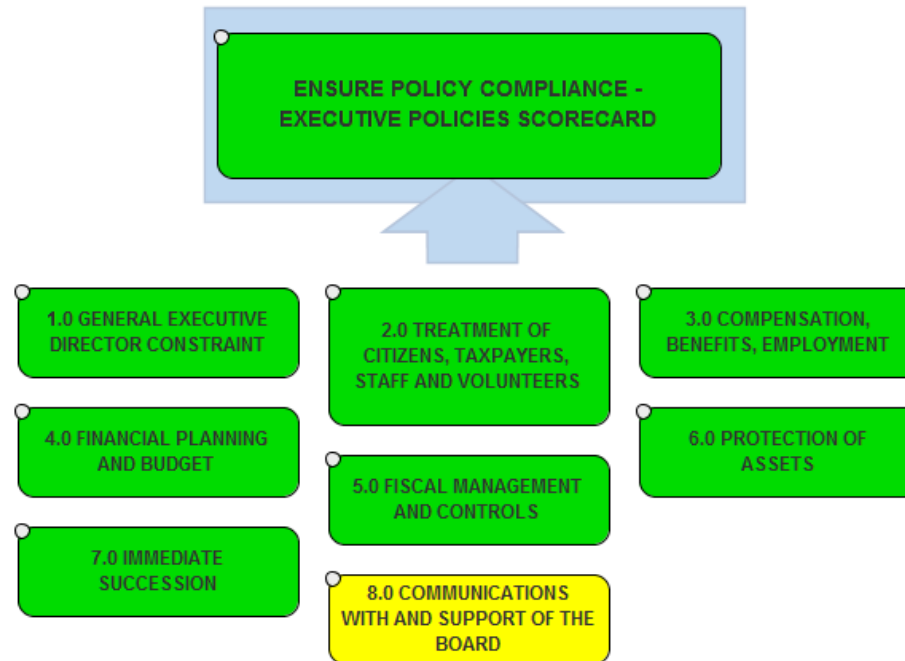 ENSURE POLICY COMPLIANCE -
EXECUTIVE POLICIES SCORECARD
1.0 GENERAL EXECUTIVE
DIRECTOR CONSTRAINT
2.0 TREATMENT OF
CITIZENS, TAXPAYERS,
STAFF AND VOLUNTEERS
3.0 COMPENSATION,
BENEFITS, EMPLOYMENT
4.0 FINANCIAL PLANNING
AND BUDGET
5.0 FISCAL MANAGEMENT
AND CONTROLS
6.0 PROTECTION OF
ASSETS
7.0 IMMEDIATE
SUCCESSION
8.0 COMMUNICATIONS
WITH AND SUPPORT OF THE
BOARD